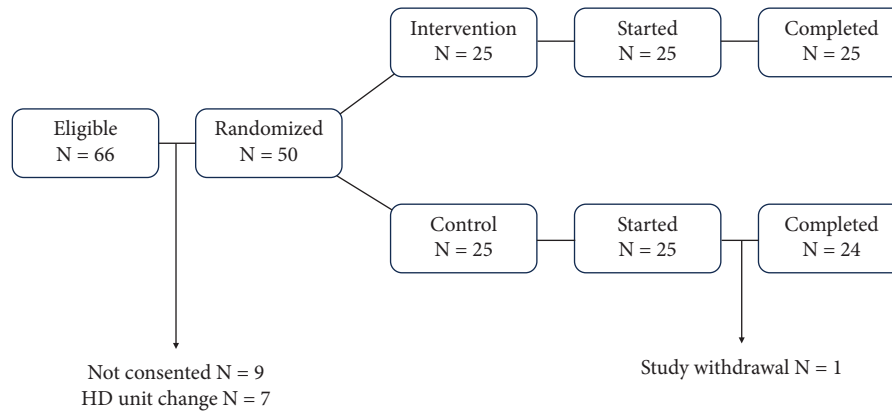 Eligible
N = 66
Randomized
N = 50
Intervention
N = 25
Started
N = 25
Completed
N = 25
Control
N = 25
Started
N = 25
Completed
N = 24
Not consented N = 9
HD unit change N = 7
Study withdrawal N = 1